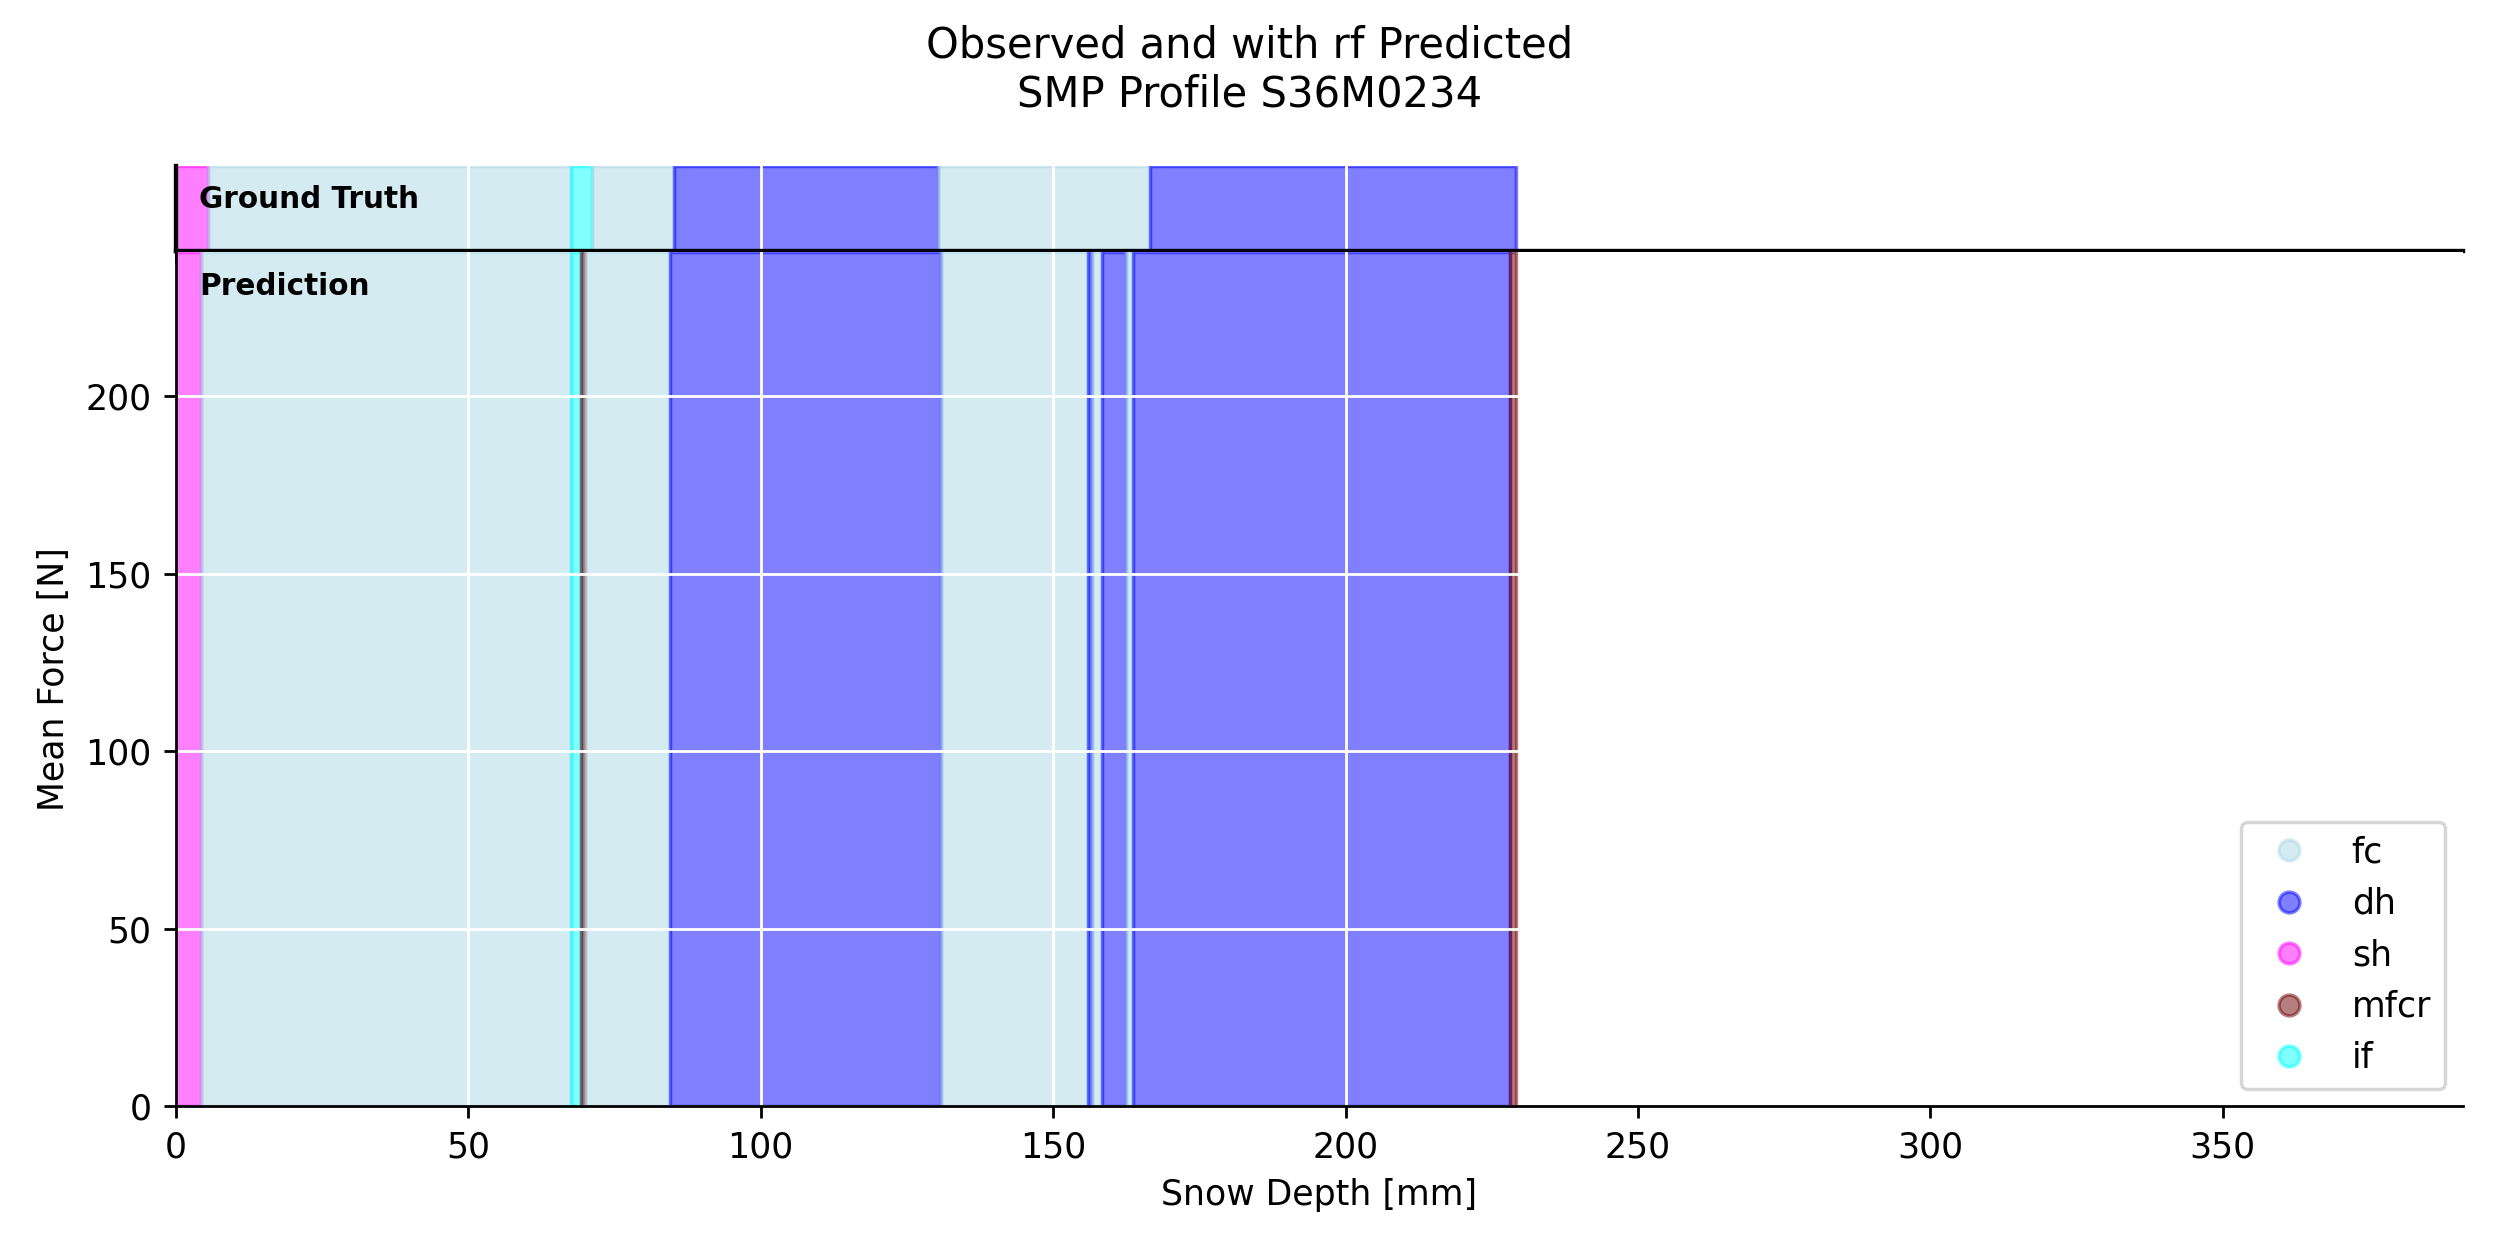 Observed and with rf Predicted
SMP Profile S36M0234
Ground Truth
Prediction
200
150
100
50
0
Mean Force [N]
0 50 100 150 200 250 300 350
Snow Depth [mm]
fc
dh
sh
mfcr
if